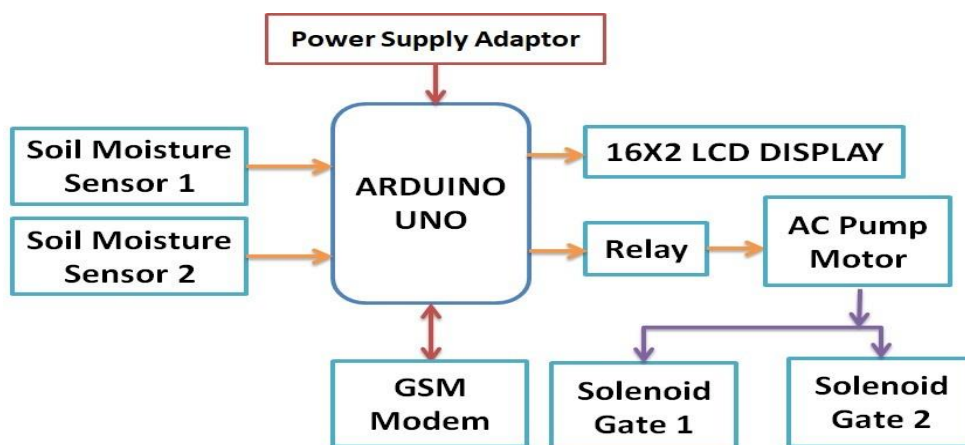 Power Supply Adaptor
Soil Moisture
Sensor 1
Soil Moisture
Sensor 2
ARDUINO
UNO
16X2 LCD DISPLAY
Relay
AC Pump
Motor
GSM
Modem
Solenoid
Gate 1
Solenoid
Gate 2